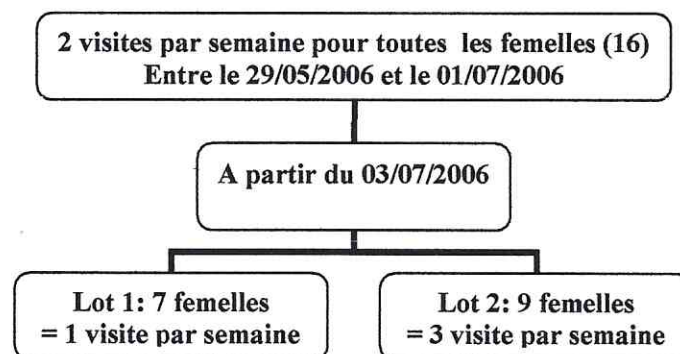 2 visites par semaine pour toutes les femelles (16)
Entre le 29/05/2006 et le 01/07/2006
A partir du 03/07/2006
Lot 1: 7 femelles
= 1 visite par semaine
Lot 2: 9 femelles
= 3 visite par semaine